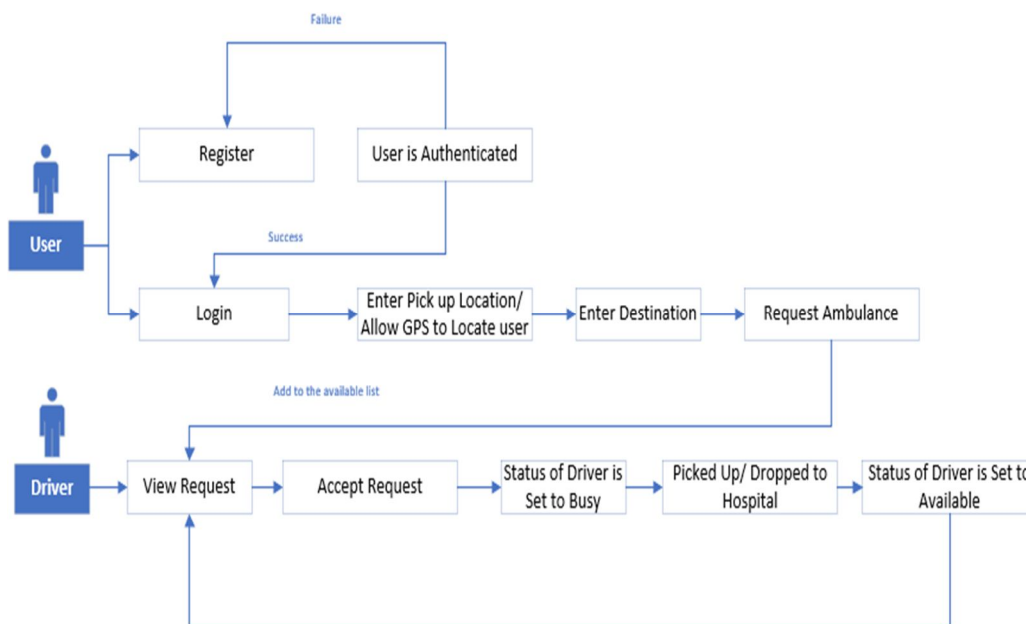 Failure
Register
User is Authenticated
User
Success
Login
Enter Pick up Location/
Allow GPS to Locate user
Enter Destination
Request Ambulance
Add to the available list
Driver
View Request
Accept Request
Status of Driver is
Set to Busy
Picked Up/ Dropped to
Hospital
Status of Driver is Set to
Available